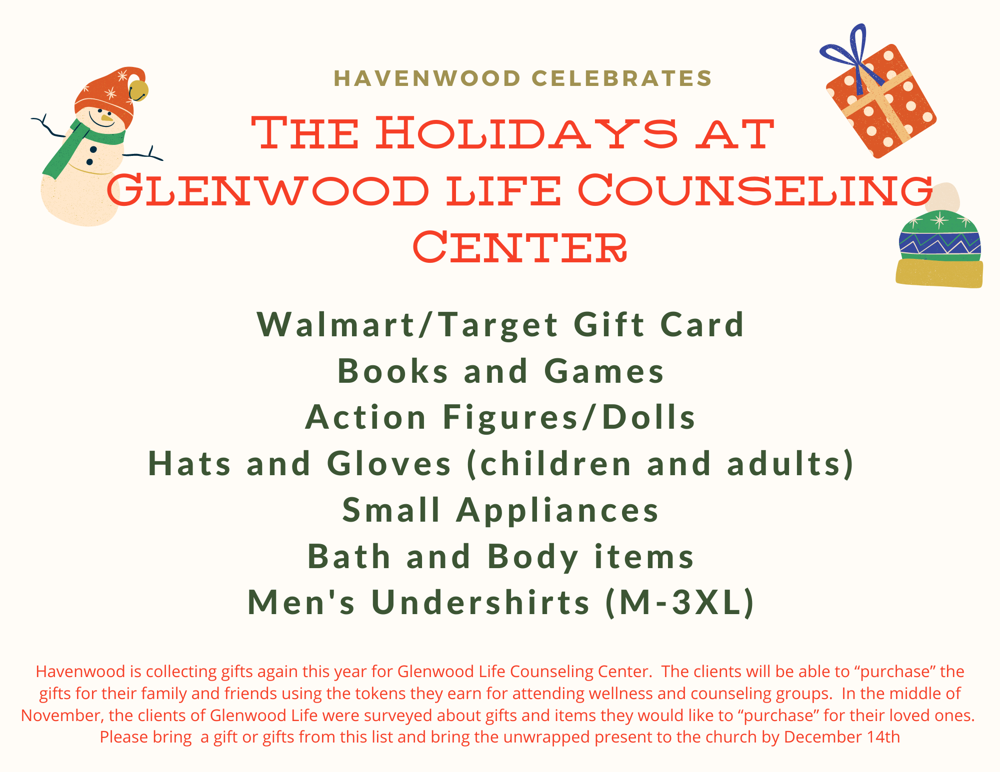 HAVENWOOD CELEBRATES
The Holidays at
Glenwood Life Counseling
Center
Walmart/Target Gift Card
Books and Games
Action Figures/Dolls
Hats and Gloves (children and adults)
Small Appliances
Bath and Body items
Men's Undershirts (M-3XL)
Havenwood is collecting gifts again this year for Glenwood Life Counseling Center.  The clients will be able to “purchase” the
gifts for their family and friends using the tokens they earn for attending wellness and counseling groups.  In the middle of
November, the clients of Glenwood Life were surveyed about gifts and items they would like to “purchase” for their loved ones.
Please bring  a gift or gifts from this list and bring the unwrapped present to the church by December 14th